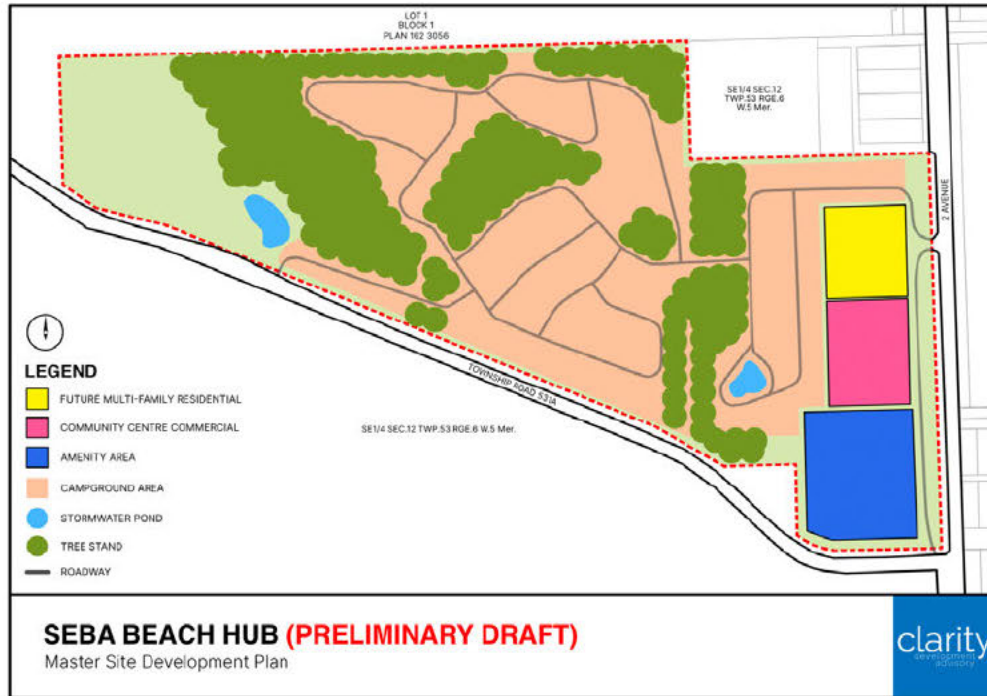 LOT 1
BLOCK 1
PLAN 162 3056
SE1/4 SEC.12
TWP.53 RGE.6
W.5 Mer.
2 AVENUE
TOWNSHIP ROAD 531A
SE1/4 SEC.12 TWP.53 RGE.6 W.5 Mer.
LEGEND
FUTURE MULTI-FAMILY RESIDENTIAL
COMMUNITY CENTRE COMMERCIAL
AMENITY AREA
CAMPGROUND AREA
STORMWATER POND
TREE STAND
ROADWAY
SEBA BEACH HUB (PRELIMINARY DRAFT)
Master Site Development Plan
clarity
development
advisory